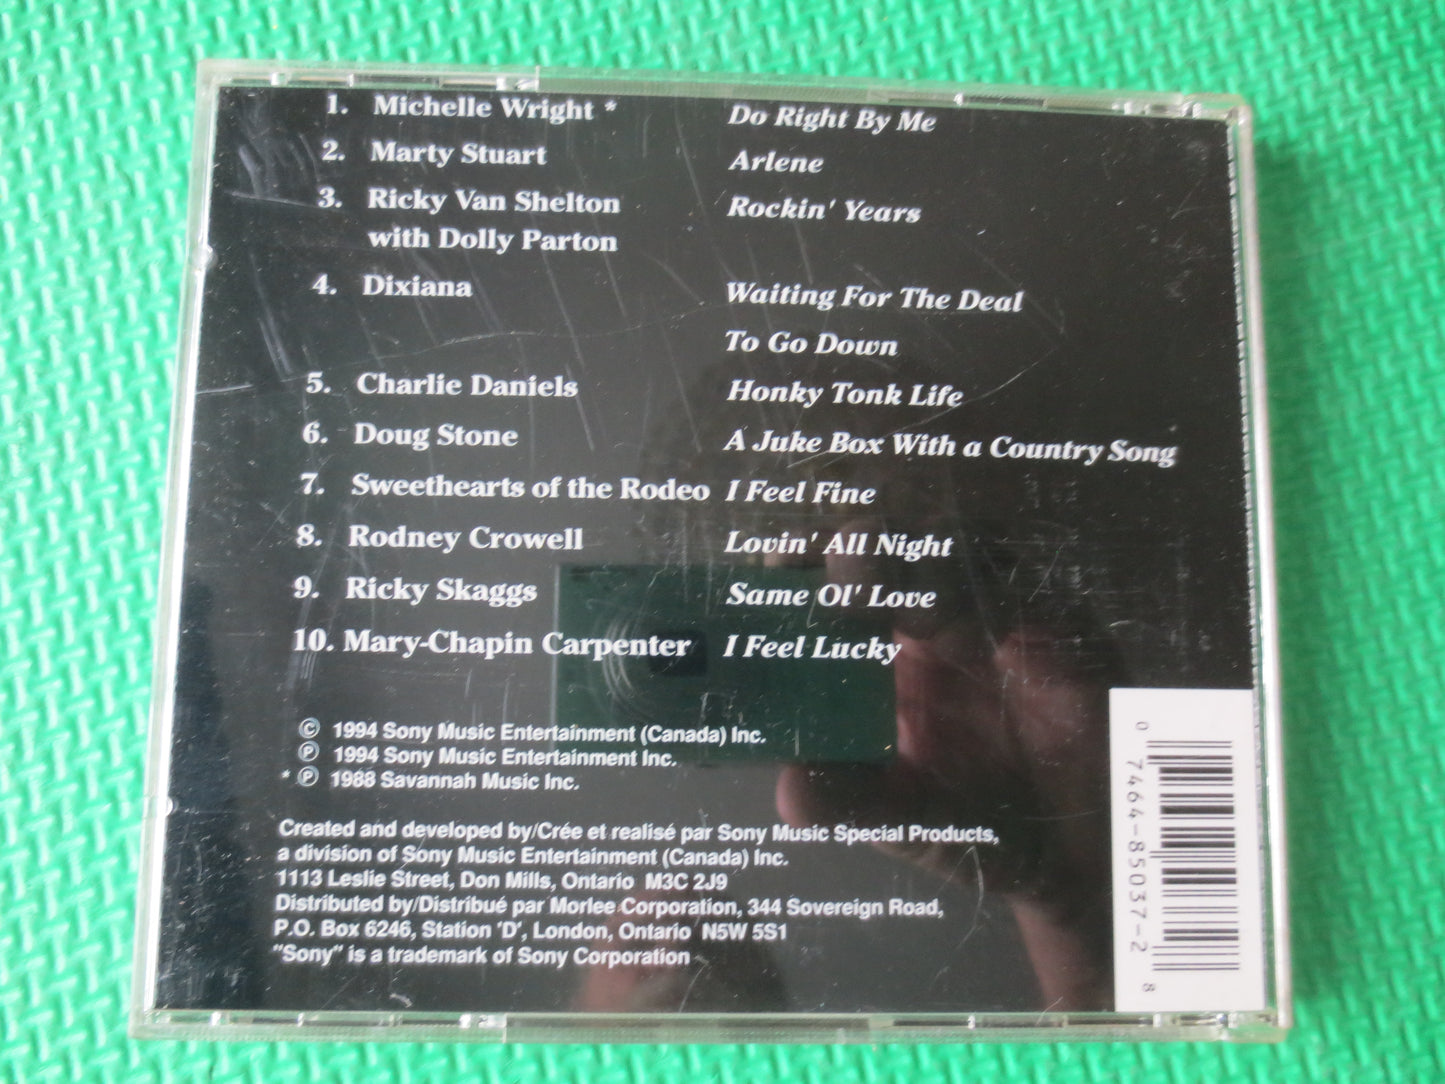 1. Michelle Wright * Do Right By Me
2. Marty Stuart Arlene
3. Ricky Van Shelton Rockin' Years
with Dolly Parton
4. Dixiana Waiting For The Deal
To Go Down
5. Charlie Daniels Honky Tonk Life
6. Doug Stone A Juke Box With a Country Song
7. Sweethearts of the Rodeo I Feel Fine
8. Rodney Crowell Lovin' All Night
9. Ricky Skaggs Same Ol' Love
10. Mary-Chapin Carpenter I Feel Lucky
© 1994 Sony Music Entertainment (Canada) Inc.
℗ 1994 Sony Music Entertainment Inc.
* ℗ 1988 Savannah Music Inc.
Created and developed by/Crée et realisé par Sony Music Special Products,
a division of Sony Music Entertainment (Canada) Inc.
1113 Leslie Street, Don Mills, Ontario M3C 2J9
Distributed by/Distribué par Morlee Corporation, 344 Sovereign Road,
P.O. Box 6246, Station 'D', London, Ontario N5W 5S1
"Sony" is a trademark of Sony Corporation
0 7464-85037-2 8